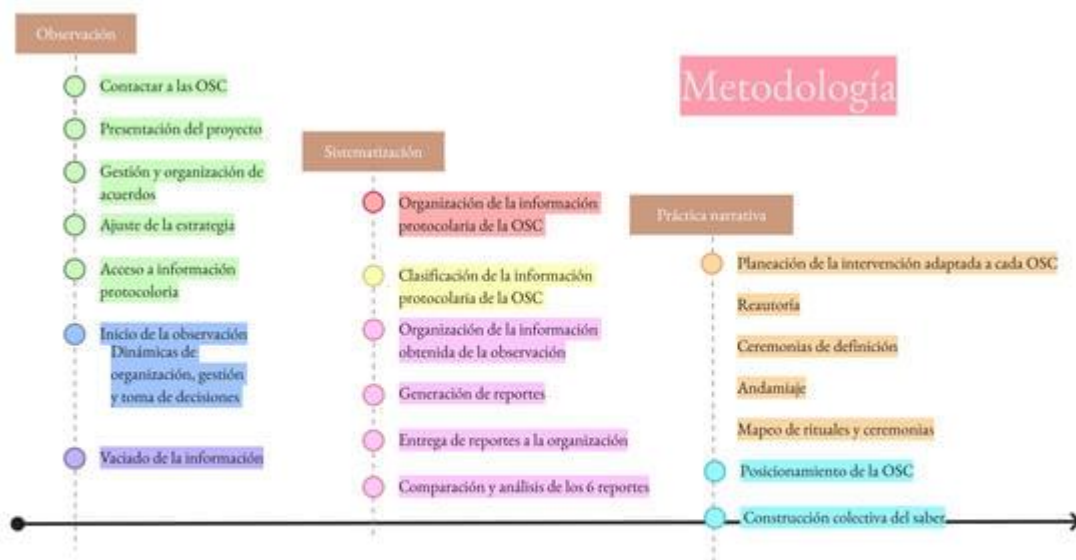 Observación
Contactar a las OSC
Presentación del proyecto
Gestión y organización de
acuerdos
Ajuste de la estrategia
Acceso a información
protocoloria
Inicio de la observación
Dinámicas de
organización, gestión
y toma de decisiones
Vaciado de la información
Sistematización
Organización de la información
protocolaria de la OSC
Clasificación de la información
protocolaria de la OSC
Organización de la información
obtenida de la observación
Generación de reportes
Entrega de reportes a la organización
Comparación y análisis de los 6 reportes
Metodología
Práctica narrativa
Planeación de la intervención adaptada a cada OSC
Reautoría
Ceremonias de definición
Andamiaje
Mapeo de rituales y ceremonias
Posicionamiento de la OSC
Construcción colectiva del saber